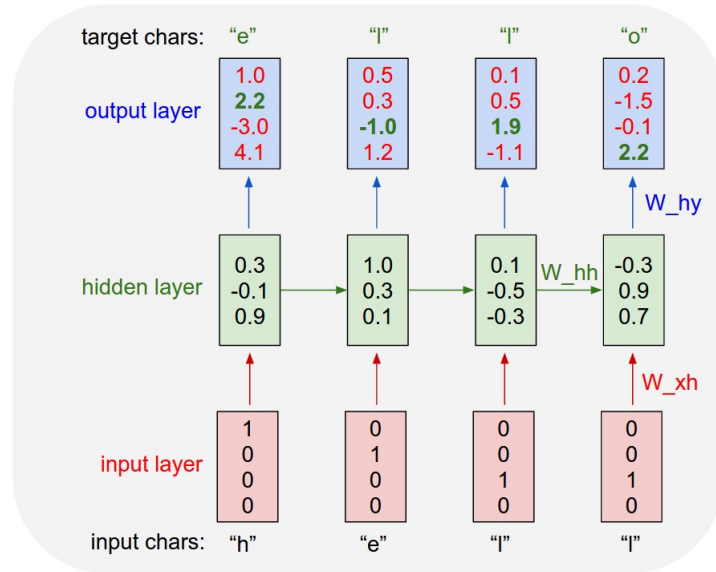 target chars: “e” “l” “l” “o”
output layer
1.0 0.5 0.1 0.2
2.2 0.3 0.5 -1.5
-3.0 -1.0 1.9 -0.1
4.1 1.2 -1.1 2.2
W_hy
hidden layer
0.3 1.0 0.1 -0.3
-0.1 0.3 -0.5 0.9
0.9 0.1 -0.3 0.7
W_hh
W_xh
input layer
1 0 0 0
0 1 0 0
0 0 1 1
0 0 0 0
input chars: “h” “e” “l” “l”